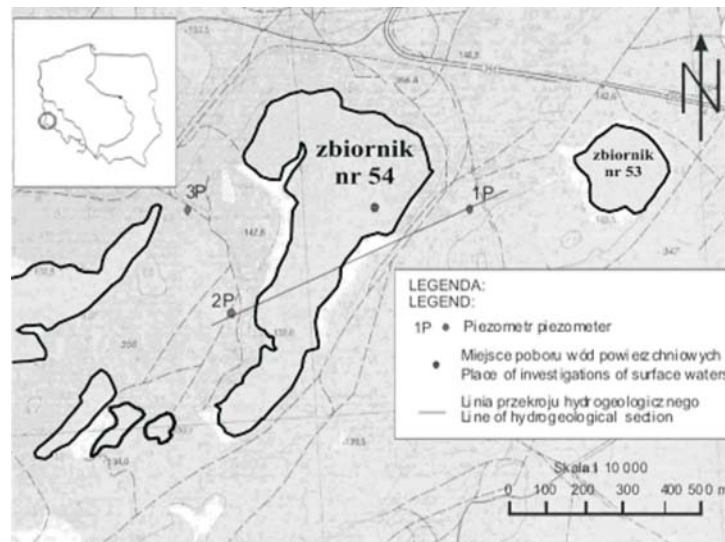 zbiornik
nr 54
zbiornik
nr 53
N
3P
1P
2P
LEGENDA:
LEGEND:
1P Piezometr piezometer
Miejsce poboru wód powierzchniowych
Place of investigations of surface waters
Linia przekroju hydrogeologicznego
Line of hydrogeological section
Skala 1 10 000
0 100 200 300 400 500 m